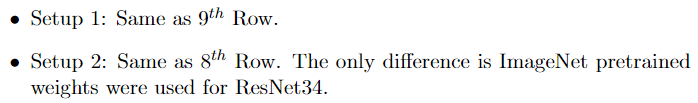 • Setup 1: Same as 9th Row.
• Setup 2: Same as 8th Row. The only difference is ImageNet pretrained
weights were used for ResNet34.